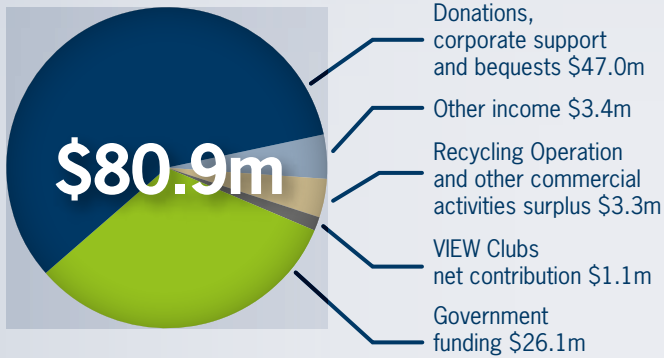 $80.9m
Donations,
corporate support
and bequests $47.0m
Other income $3.4m
Recycling Operation
and other commercial
activities surplus $3.3m
VIEW Clubs
net contribution $1.1m
Government
funding $26.1m